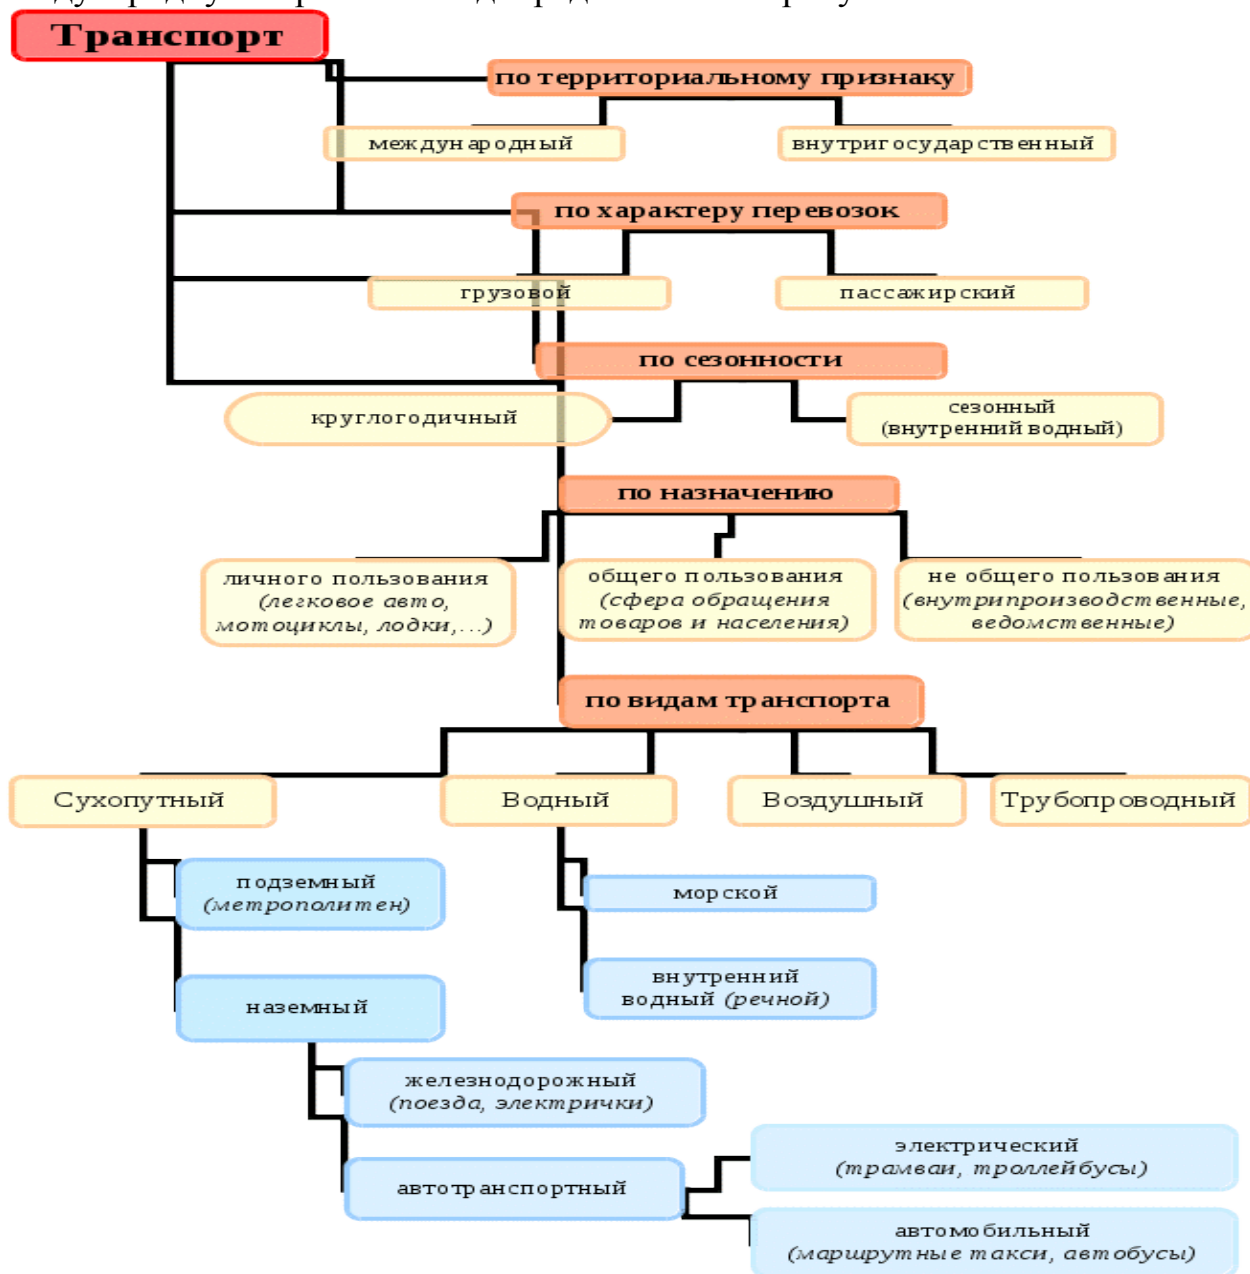 Транспорт
по территориальному признаку
международный
внутригосударственный
по характеру перевозок
грузовой
пассажирский
по сезонности
круглогодичный
сезонный
(внутренний водный)
по назначению
личного пользования
(легковое авто,
мотоциклы, лодки,...)
общего пользования
(сфера обращения
товаров и населения)
не общего пользования
(внутрипроизводственные,
ведомственные)
по видам транспорта
Сухопутный
Водный
Воздушный
Трубопроводный
подземный
(метрополитен)
морской
внутренний
водный (речной)
наземный
железнодорожный
(поезда, электрички)
автотранспортный
электрический
(трамваи, троллейбусы)
автомобильный
(маршрутные такси, автобусы)